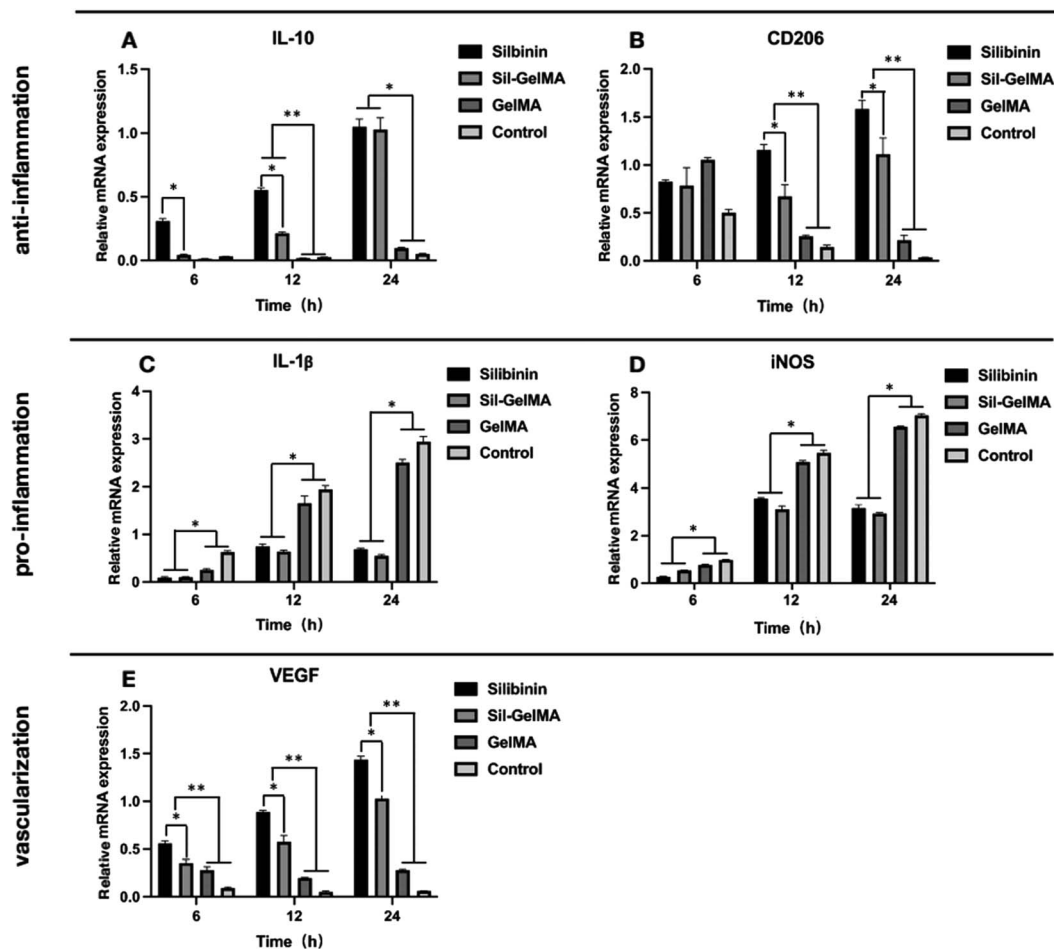 anti-inflammation
A
IL-10
Relative mRNA expression
1.5
1.0
0.5
0.0
*
*
**
*
6
12
24
Time (h)
Silbinin
Sil-GelMA
GelMA
Control
B
CD206
Relative mRNA expression
2.0
1.5
1.0
0.5
0.0
*
**
*
**
6
12
24
Time (h)
Silibinin
Sil-GelMA
GelMA
Control
pro-inflamnation
C
IL-1β
Relative mRNA expression
4
3
2
1
0
*
*
*
6
12
24
Time (h)
Silibinin
Sil-GelMA
GelMA
Control
D
iNOS
Relative mRNA expression
8
6
4
2
0
*
*
*
6
12
24
Time (h)
Silibinin
Sil-GelMA
GelMA
Control
vascularization
E
VEGF
Relative mRNA expression
2.0
1.5
1.0
0.5
0.0
*
**
*
**
*
**
6
12
24
Time (h)
Silibinin
Sil-GelMA
GelMA
Control